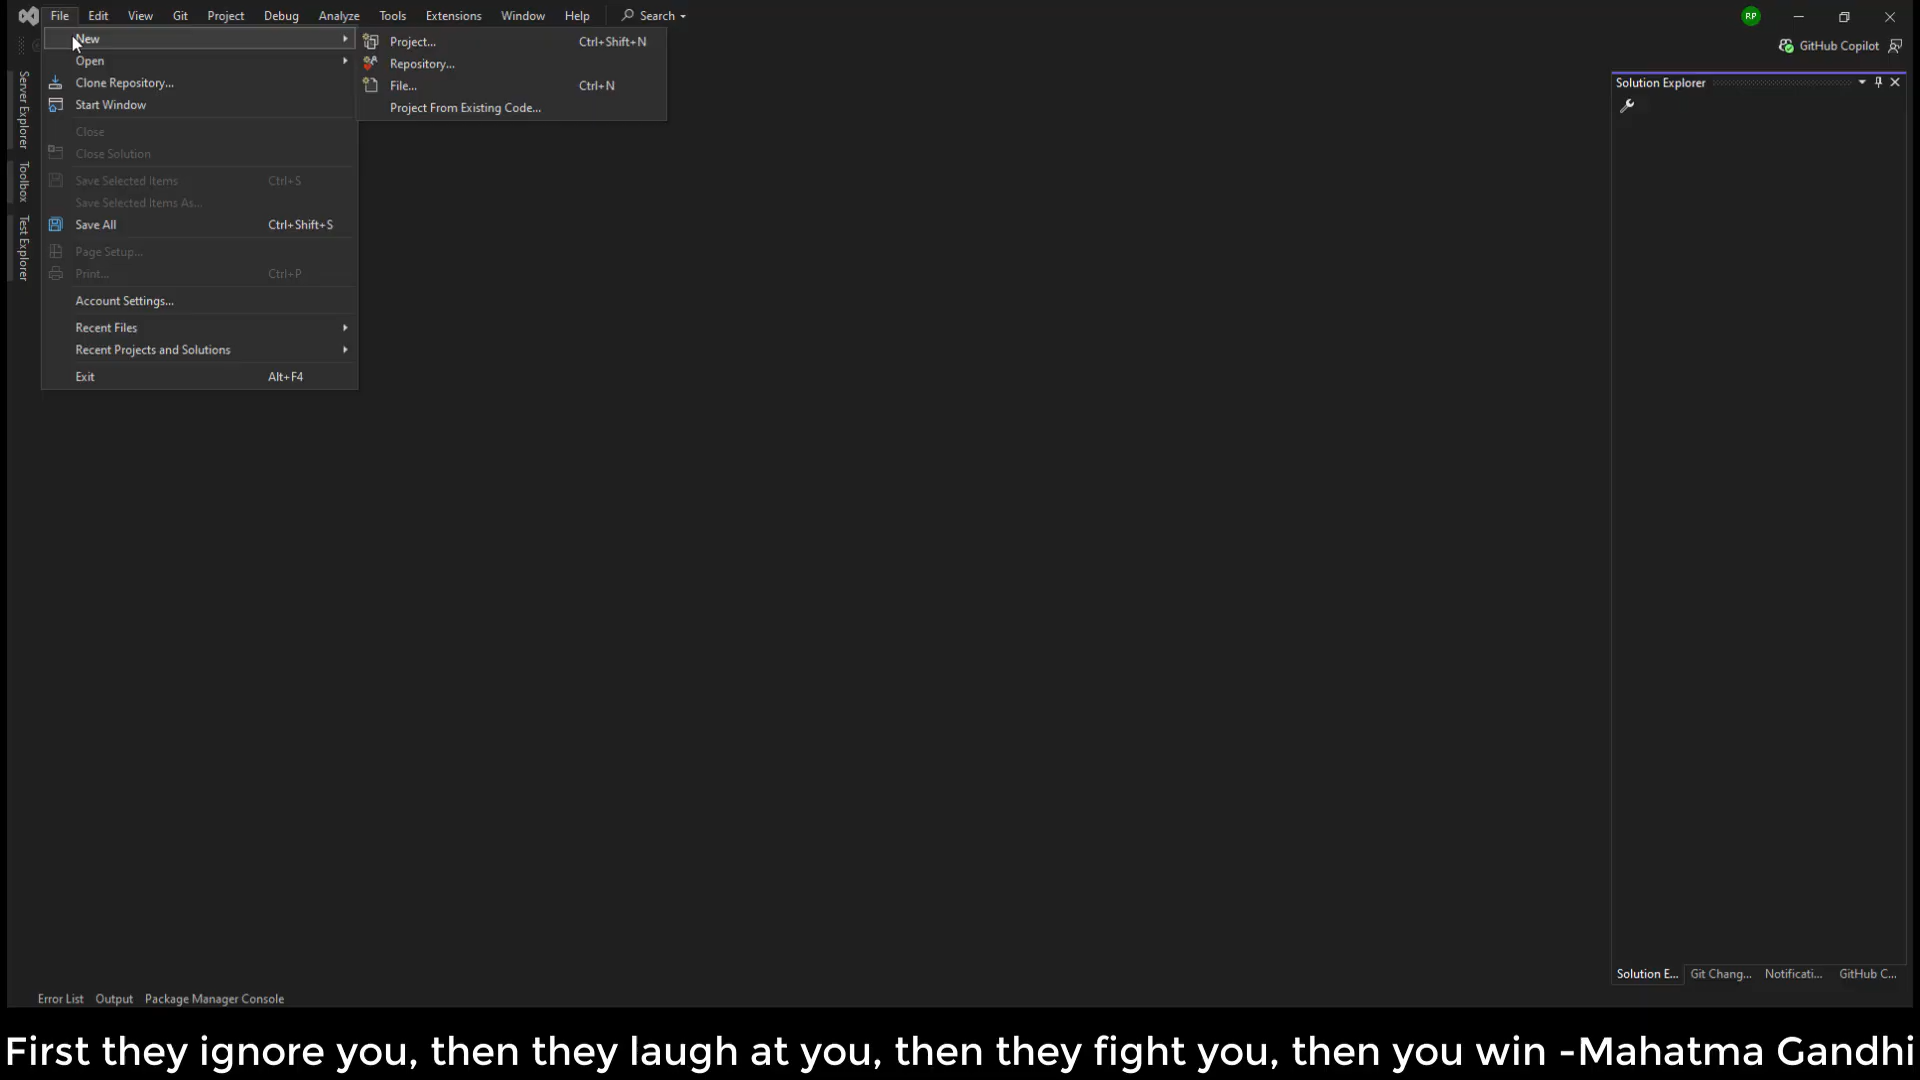 File Edit View Git Project Debug Analyze Tools Extensions Window Help Search
RP
GitHub Copilot
New
Open
Clone Repository...
Start Window
Close
Close Solution
Save Selected Items Ctrl+S
Save Selected Items As...
Save All Ctrl+Shift+S
Page Setup...
Print... Ctrl+P
Account Settings...
Recent Files
Recent Projects and Solutions
Exit Alt+F4
Project... Ctrl+Shift+N
Repository...
File... Ctrl+N
Project From Existing Code...
Server Explorer
Toolbox
Test Explorer
Solution Explorer
Solution E... Git Chang... Notificati... GitHub C...
Error List Output Package Manager Console
First they ignore you, then they laugh at you, then they fight you, then you win -Mahatma Gandhi